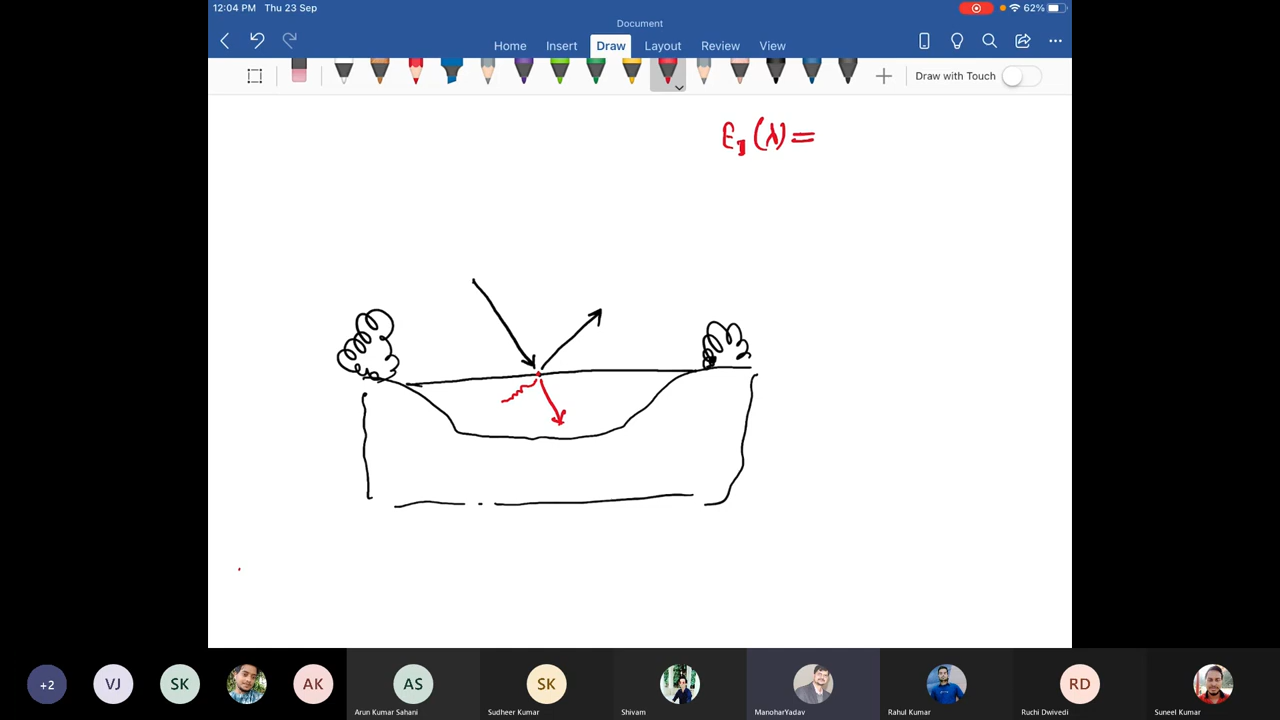 12:04 PM Thu 23 Sep
62%
Document
Home Insert Draw Layout Review View
Draw with Touch
(λ) =
+2 VJ SK AK AS SK RD
Arun Kumar Sahani Sudheer Kumar Shivam ManoharYadav Rahul Kumar Ruchi Dwivedi Suneel Kumar